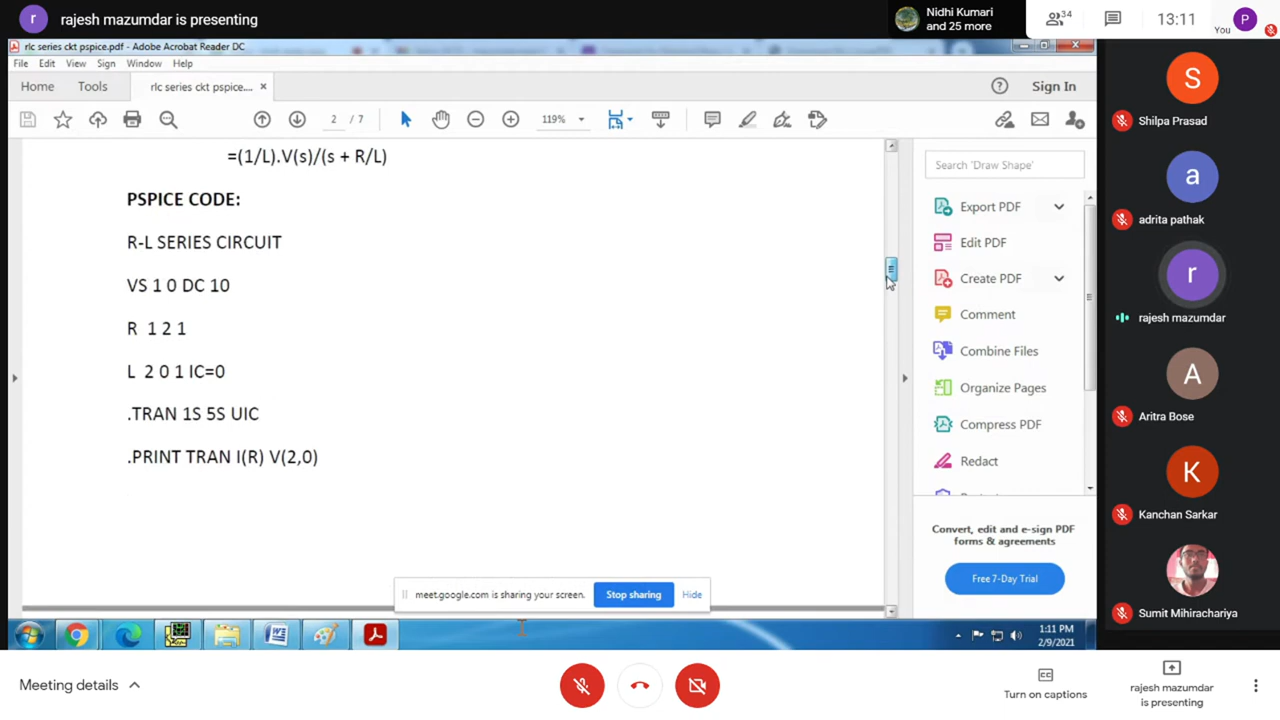 r rajesh mazumdar is presenting
Nidhi Kumari
and 25 more
34
13:11
You
P
rlc series ckt pspice.pdf - Adobe Acrobat Reader DC
File Edit View Sign Window Help
Home Tools rlc series ckt pspice.... × Sign In
2 / 7 119%
=(1/L).V(s)/(s + R/L)
PSPICE CODE:
R-L SERIES CIRCUIT
VS 1 0 DC 10
R 1 2 1
L 2 0 1 IC=0
.TRAN 1S 5S UIC
.PRINT TRAN I(R) V(2,0)
Search 'Draw Shape'
Export PDF
Edit PDF
Create PDF
Comment
Combine Files
Organize Pages
Compress PDF
Redact
Convert, edit and e-sign PDF
forms & agreements
Free 7-Day Trial
meet.google.com is sharing your screen. Stop sharing Hide
1:11 PM
2/9/2021
S
Shilpa Prasad
a
adrita pathak
r
rajesh mazumdar
A
Aritra Bose
K
Kanchan Sarkar
Sumit Mihirachariya
Meeting details
Turn on captions
rajesh mazumdar
is presenting